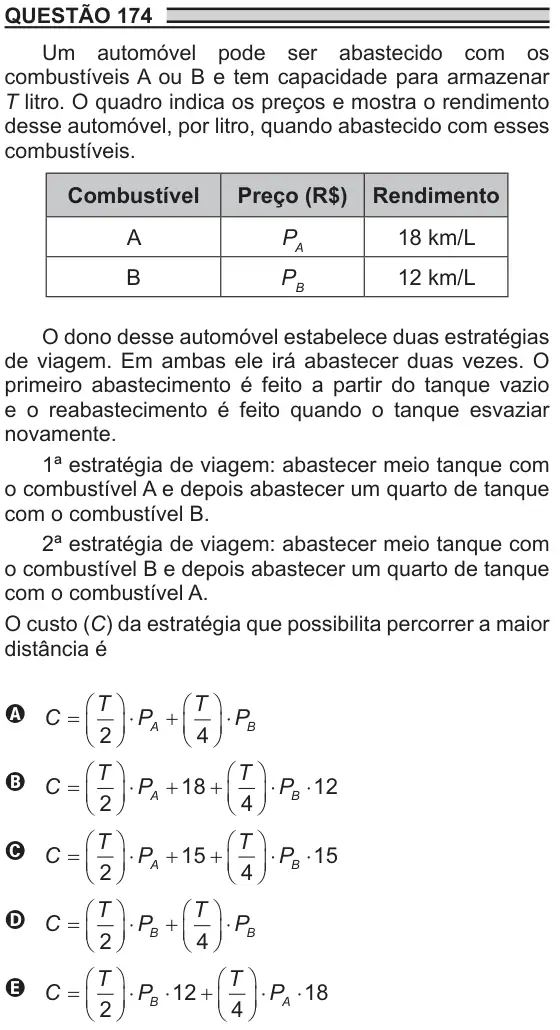 QUESTÃO 174
Um automóvel pode ser abastecido com os
combustíveis A ou B e tem capacidade para armazenar
T litro. O quadro indica os preços e mostra o rendimento
desse automóvel, por litro, quando abastecido com esses
combustíveis.
Combustível Preço (R$) Rendimento
A P_A 18 km/L
B P_B 12 km/L
O dono desse automóvel estabelece duas estratégias
de viagem. Em ambas ele irá abastecer duas vezes. O
primeiro abastecimento é feito a partir do tanque vazio
e o reabastecimento é feito quando o tanque esvaziar
novamente.
1ª estratégia de viagem: abastecer meio tanque com
o combustível A e depois abastecer um quarto de tanque
com o combustível B.
2ª estratégia de viagem: abastecer meio tanque com
o combustível B e depois abastecer um quarto de tanque
com o combustível A.
O custo (C) da estratégia que possibilita percorrer a maior
distância é
A C = (T/2) · P_A + (T/4) · P_B
B C = (T/2) · P_A + 18 + (T/4) · P_B · 12
C C = (T/2) · P_A + 15 + (T/4) · P_B · 15
D C = (T/2) · P_B + (T/4) · P_B
E C = (T/2) · P_B · 12 + (T/4) · P_A · 18